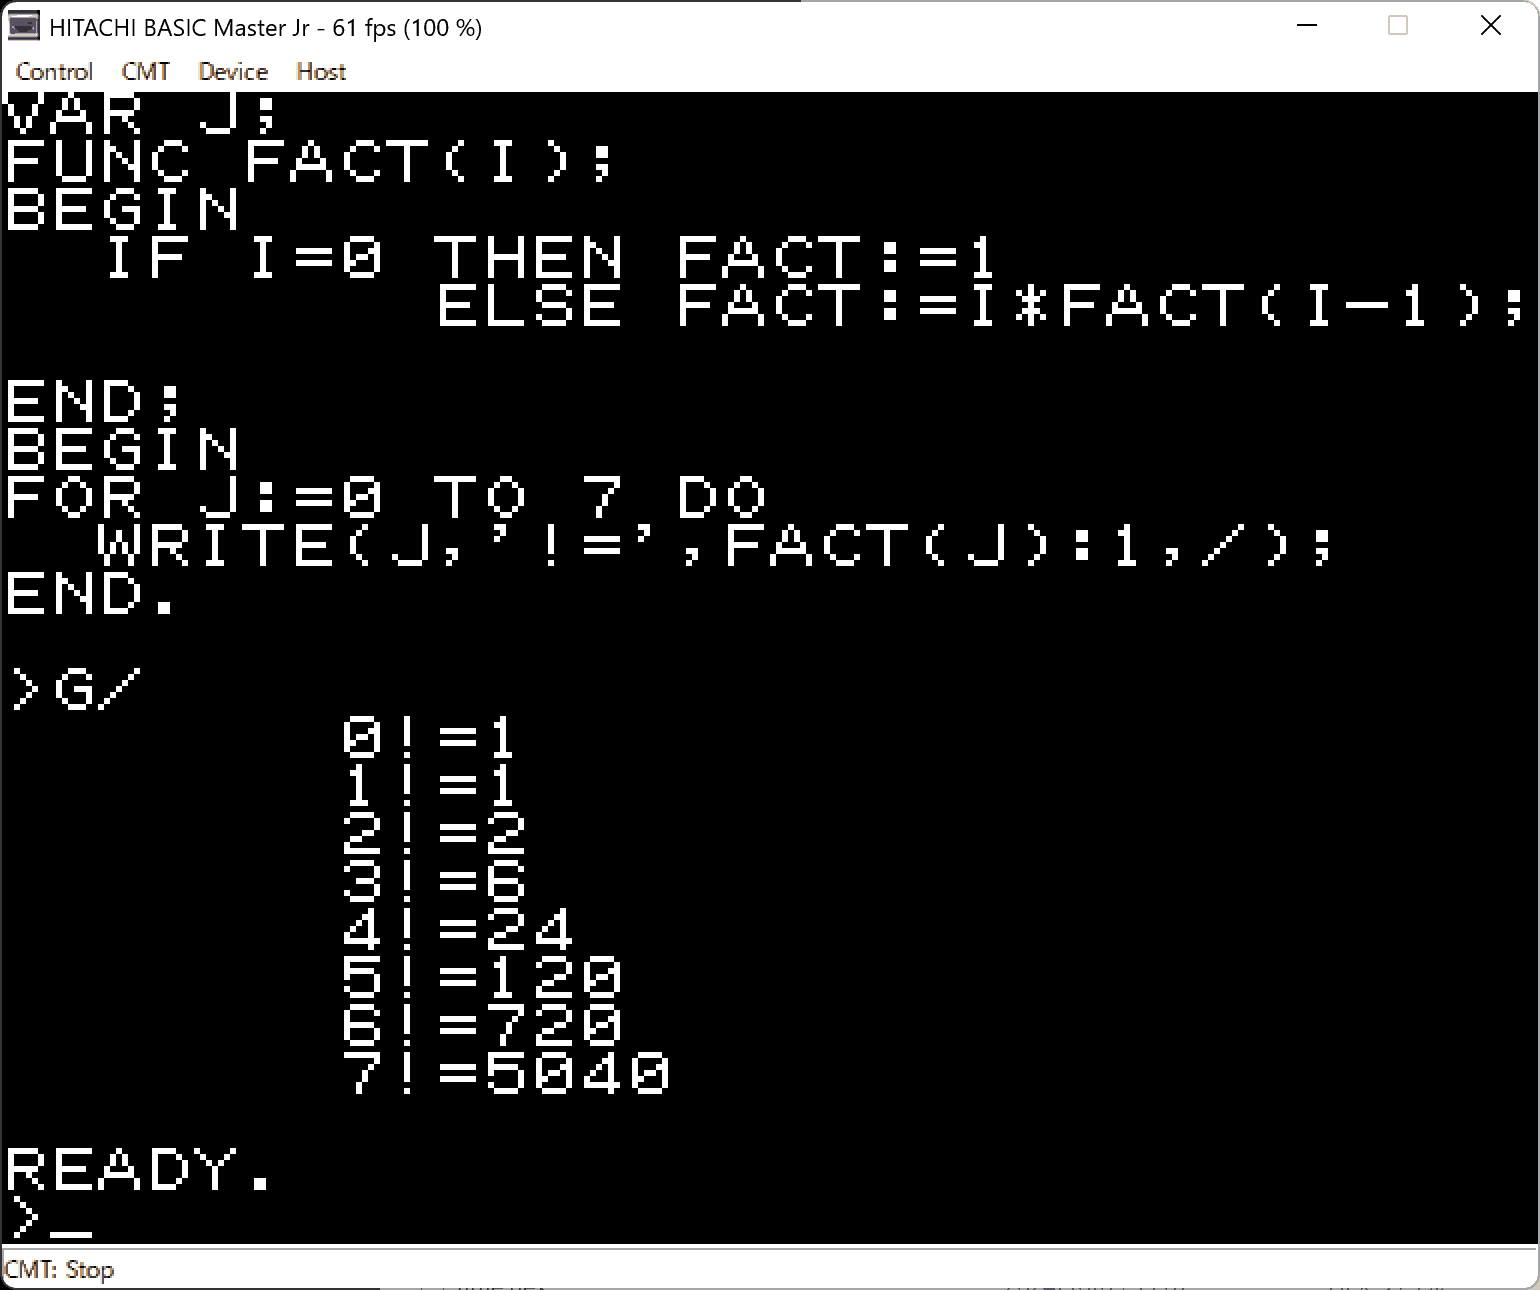 HITACHI BASIC Master Jr - 61 fps (100 %)
Control CMT Device Host
VAR J;
FUNC FACT(I);
BEGIN
  IF I=0 THEN FACT:=1
         ELSE FACT:=I*FACT(I-1);
END;
BEGIN
FOR J:=0 TO 7 DO
  WRITE(J,'!=',FACT(J):1,/);
END.
>G/
       0!=1
       1!=1
       2!=2
       3!=6
       4!=24
       5!=120
       6!=720
       7!=5040
READY.
>_
CMT: Stop